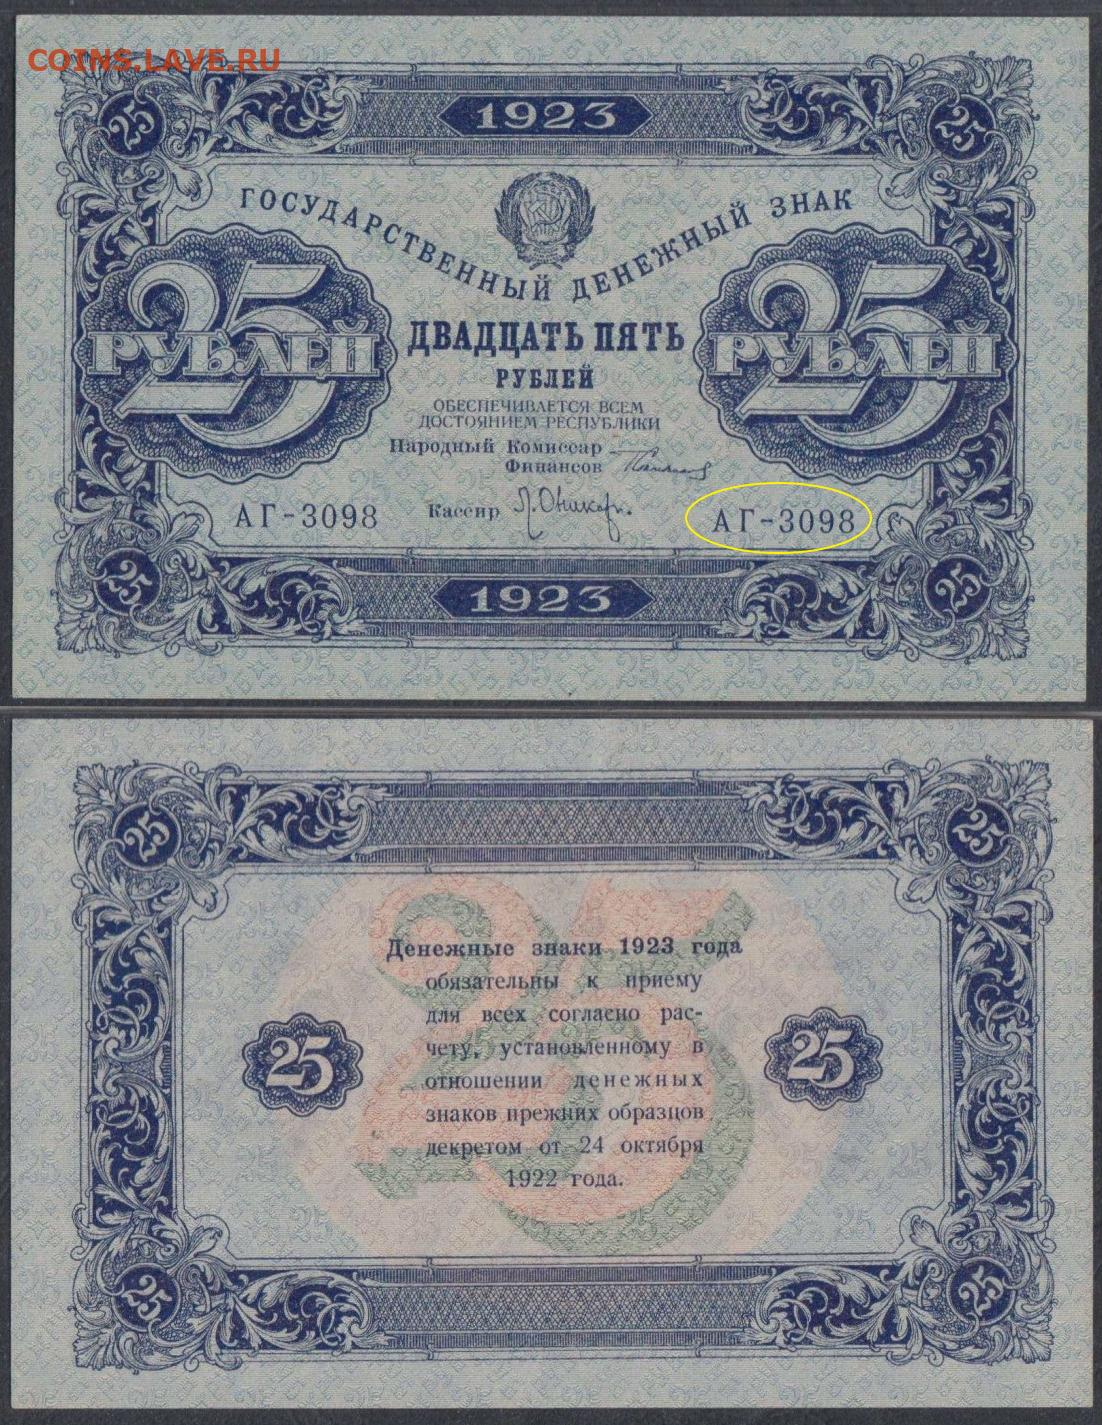 COINS.LAVE.RU
25 1923 25
ГОСУДАРСТВЕННЫЙ ДЕНЕЖНЫЙ ЗНАК
25 РУБЛЕЙ
25 РУБЛЕЙ
ДВАДЦАТЬ ПЯТЬ
РУБЛЕЙ
ОБЕСПЕЧИВАЕТСЯ ВСЕМ
ДОСТОЯНИЕМ РЕСПУБЛИКИ
Народный Комиссар
Финансов
АГ-3098 Кассир АГ-3098
25 1923 25
25 25
Денежные знаки 1923 года
обязательны к приему
для всех согласно рас-
чету, установленному в
25 25
отношении денежных
знаков прежних образцов
декретом от 24 октября
1922 года.
25 25